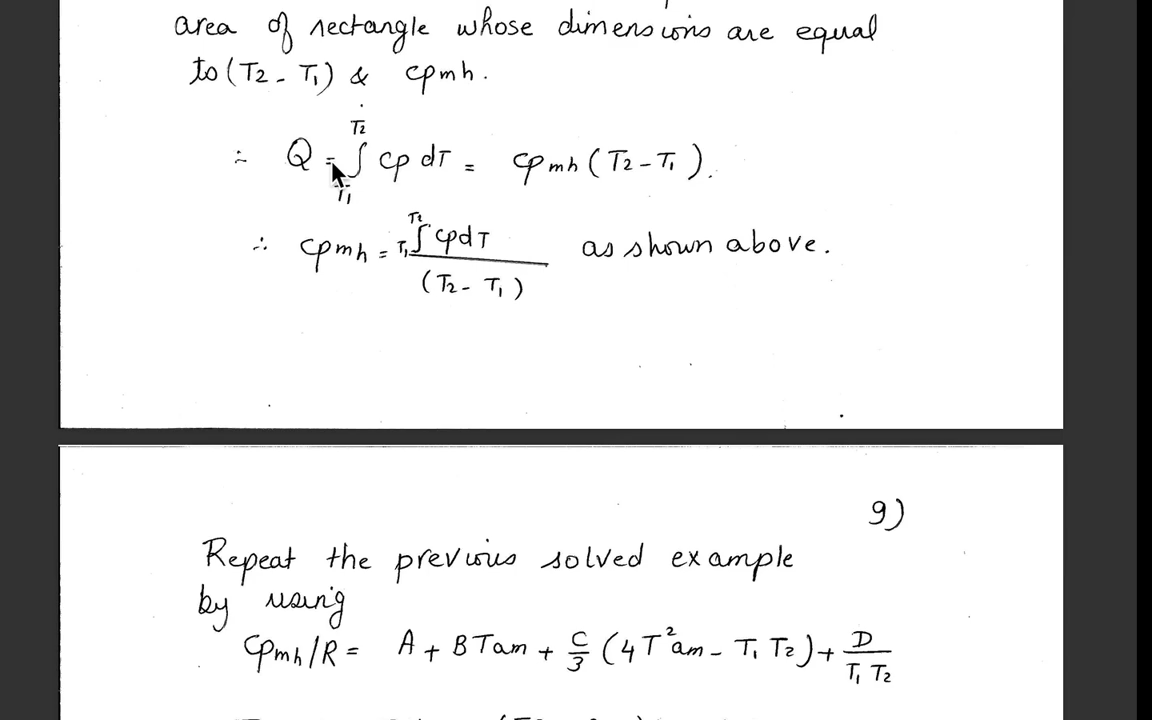 area of rectangle whose dimensions are equal
to (T2 - T1) & cpmh.
∴ Q = ∫ T1 T2 cp dT = cpmh (T2 - T1).
∴ cpmh = T1 ∫ T2 cpdT / (T2 - T1) as shown above.
9)
Repeat the previous solved example
by using
Cpmh/R = A + B Tam + C/3 (4T²am - T1 T2) + D/T1 T2